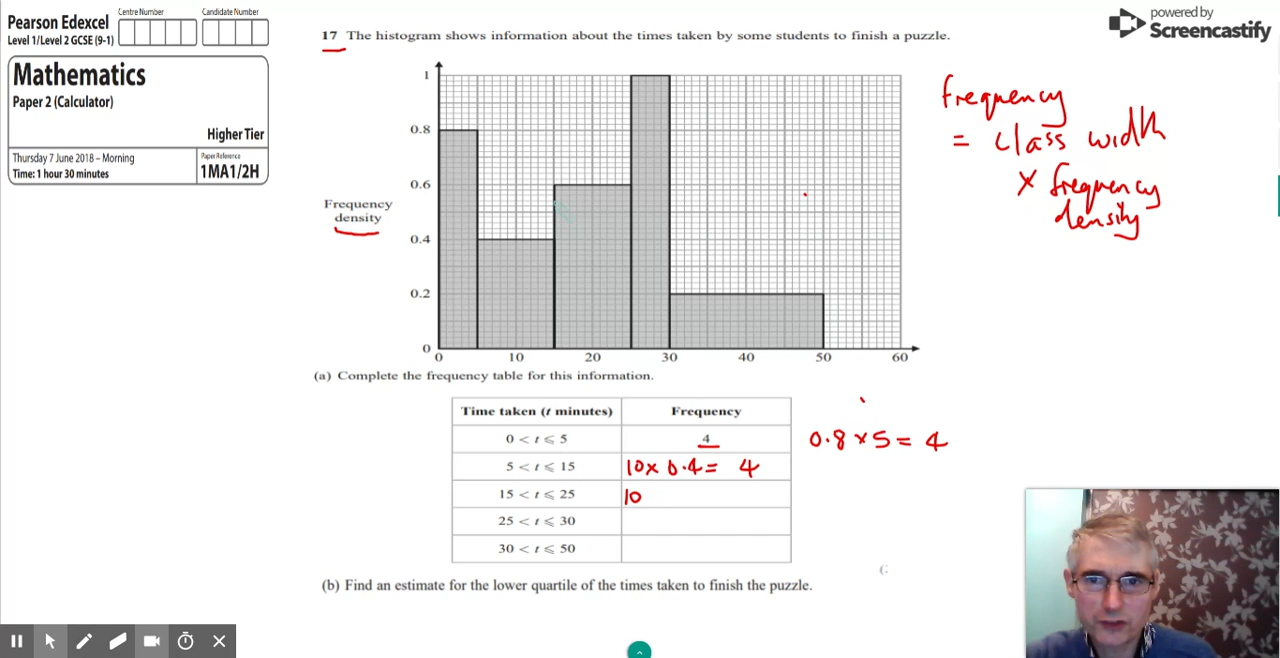 Pearson Edexcel
Level 1/Level 2 GCSE (9-1)
Centre Number
Candidate Number
Mathematics
Paper 2 (Calculator)
Higher Tier
Thursday 7 June 2018 – Morning
Time: 1 hour 30 minutes
Paper Reference
1MA1/2H
powered by
Screencastify
17 The histogram shows information about the times taken by some students to finish a puzzle.
1
0.8
0.6
Frequency
density
0.4
0.2
0
0 10 20 30 40 50 60
frequency
= class width
× frequency
density
(a) Complete the frequency table for this information.
Time taken (t minutes) Frequency
0 < t ⩽ 5 4
0.8 × 5 = 4
5 < t ⩽ 15 10 × 0.4 = 4
15 < t ⩽ 25 10
25 < t ⩽ 30
30 < t ⩽ 50
(b) Find an estimate for the lower quartile of the times taken to finish the puzzle.